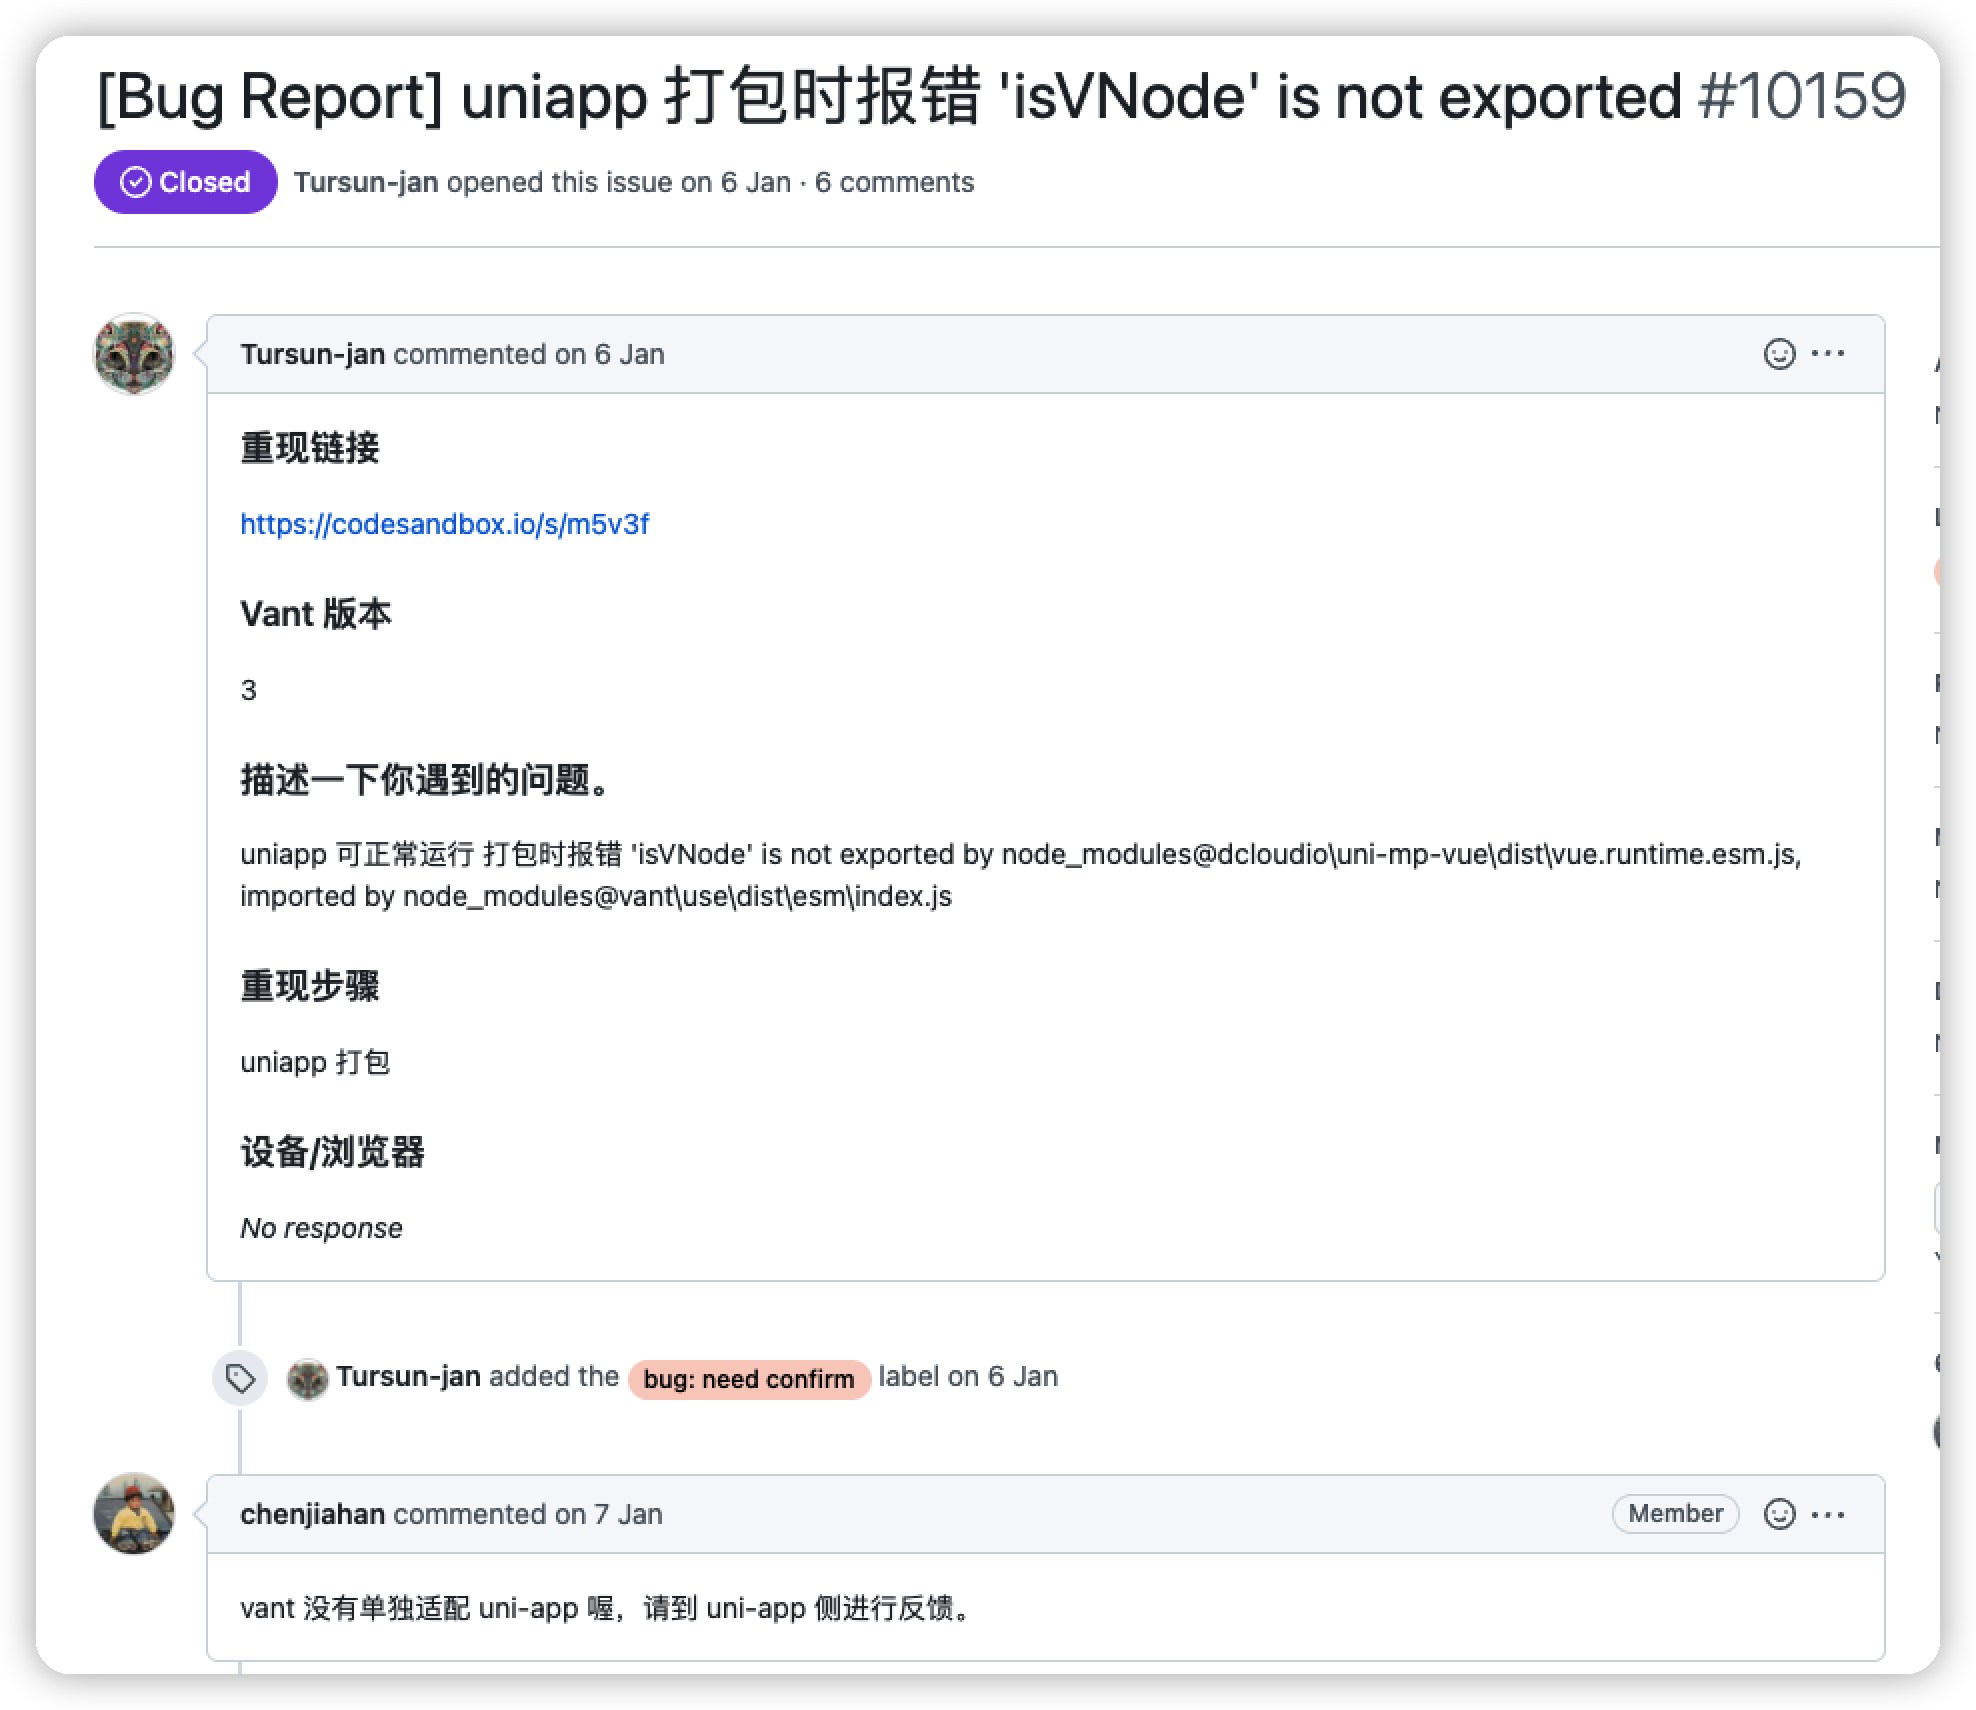 [Bug Report] uniapp 打包时报错 'isVNode' is not exported #10159
Closed
Tursun-jan opened this issue on 6 Jan · 6 comments
Tursun-jan commented on 6 Jan
重现链接
https://codesandbox.io/s/m5v3f
Vant 版本
3
描述一下你遇到的问题。
uniapp 可正常运行 打包时报错 'isVNode' is not exported by node_modules@dcloudio\uni-mp-vue\dist\vue.runtime.esm.js,
imported by node_modules@vant\use\dist\esm\index.js
重现步骤
uniapp 打包
设备/浏览器
No response
Tursun-jan added the bug: need confirm label on 6 Jan
chenjiahan commented on 7 Jan
Member
vant 没有单独适配 uni-app 喔，请到 uni-app 侧进行反馈。